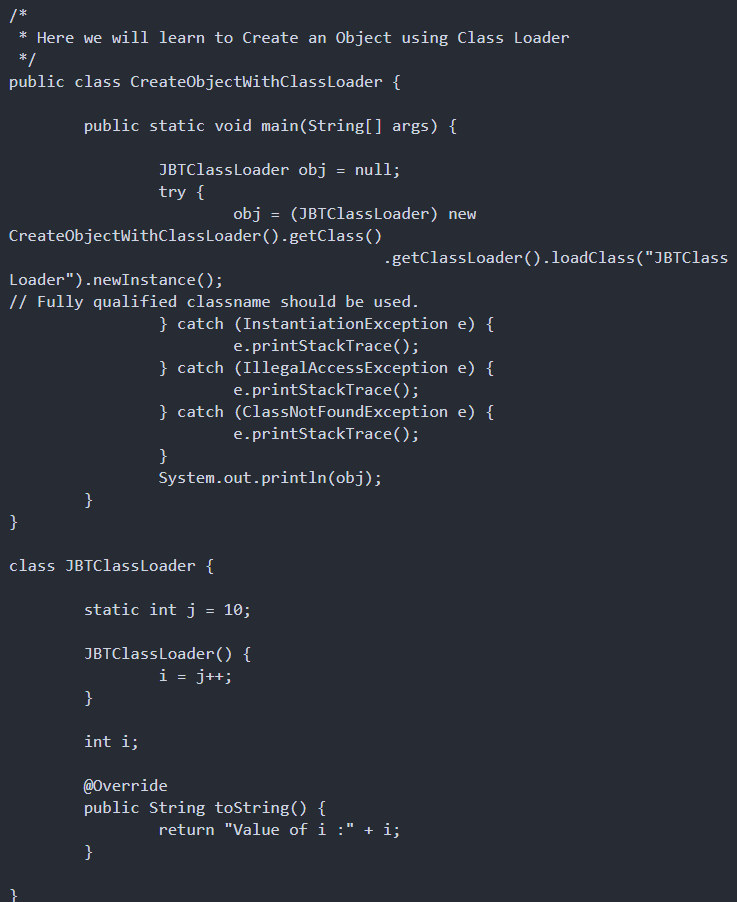 /*
 * Here we will learn to Create an Object using Class Loader
 */
public class CreateObjectWithClassLoader {

        public static void main(String[] args) {

                JBTClassLoader obj = null;
                try {
                        obj = (JBTClassLoader) new
CreateObjectWithClassLoader().getClass()
                                        .getClassLoader().loadClass("JBTClass
Loader").newInstance();
// Fully qualified classname should be used.
                } catch (InstantiationException e) {
                        e.printStackTrace();
                } catch (IllegalAccessException e) {
                        e.printStackTrace();
                } catch (ClassNotFoundException e) {
                        e.printStackTrace();
                }
                System.out.println(obj);
        }
}

class JBTClassLoader {

        static int j = 10;

        JBTClassLoader() {
                i = j++;
        }

        int i;

        @Override
        public String toString() {
                return "Value of i :" + i;
        }

}